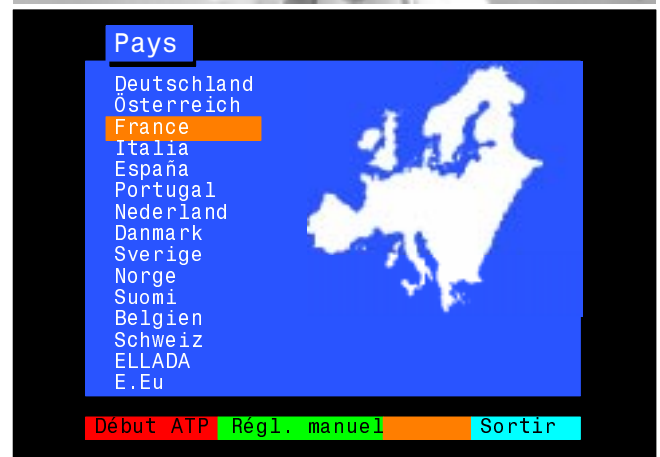 Pays
Deutschland
Österreich
France
Italia
España
Portugal
Nederland
Danmark
Sverige
Norge
Suomi
Belgien
Schweiz
ELLADA
E.Eu
Début ATP Régl. manuel Sortir